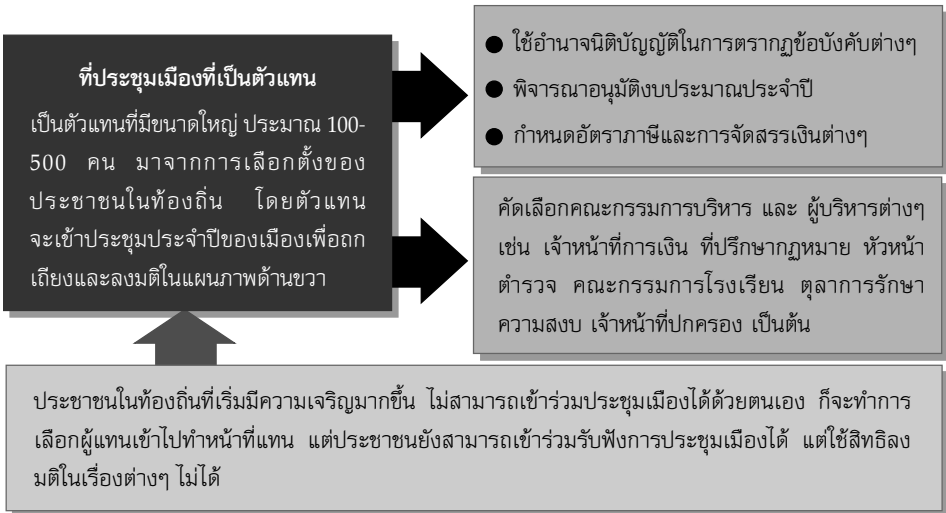 ที่ประชุมเมืองที่เป็นตัวแทน
เป็นตัวแทนที่มีขนาดใหญ่ ประมาณ 100-
500 คน มาจากการเลือกตั้งของ
ประชาชนในท้องถิ่น โดยตัวแทน
จะเข้าประชุมประจำปีของเมืองเพื่อถก
เถียงและลงมติในแผนภาพด้านขวา
● ใช้อำนาจนิติบัญญัติในการตรากฏข้อบังคับต่างๆ
● พิจารณาอนุมัติงบประมาณประจำปี
● กำหนดอัตราภาษีและการจัดสรรเงินต่างๆ
คัดเลือกคณะกรรมการบริหาร และ ผู้บริหารต่างๆ
เช่น เจ้าหน้าที่การเงิน ที่ปรึกษากฏหมาย หัวหน้า
ตำรวจ คณะกรรมการโรงเรียน ตุลาการรักษา
ความสงบ เจ้าหน้าที่ปกครอง เป็นต้น
ประชาชนในท้องถิ่นที่เริ่มมีความเจริญมากขึ้น ไม่สามารถเข้าร่วมประชุมเมืองได้ด้วยตนเอง ก็จะทำการ
เลือกผู้แทนเข้าไปทำหน้าที่แทน แต่ประชาชนยังสามารถเข้าร่วมรับฟังการประชุมเมืองได้ แต่ใช้สิทธิลง
มติในเรื่องต่างๆ ไม่ได้